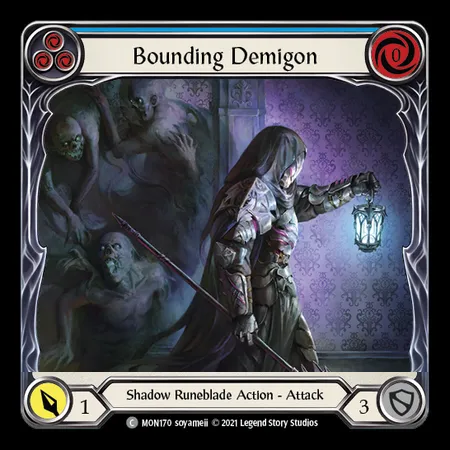 Bounding Demigon
0
1
Shadow Runeblade Action - Attack
3
C MON170 soyameii © 2021 Legend Story Studios